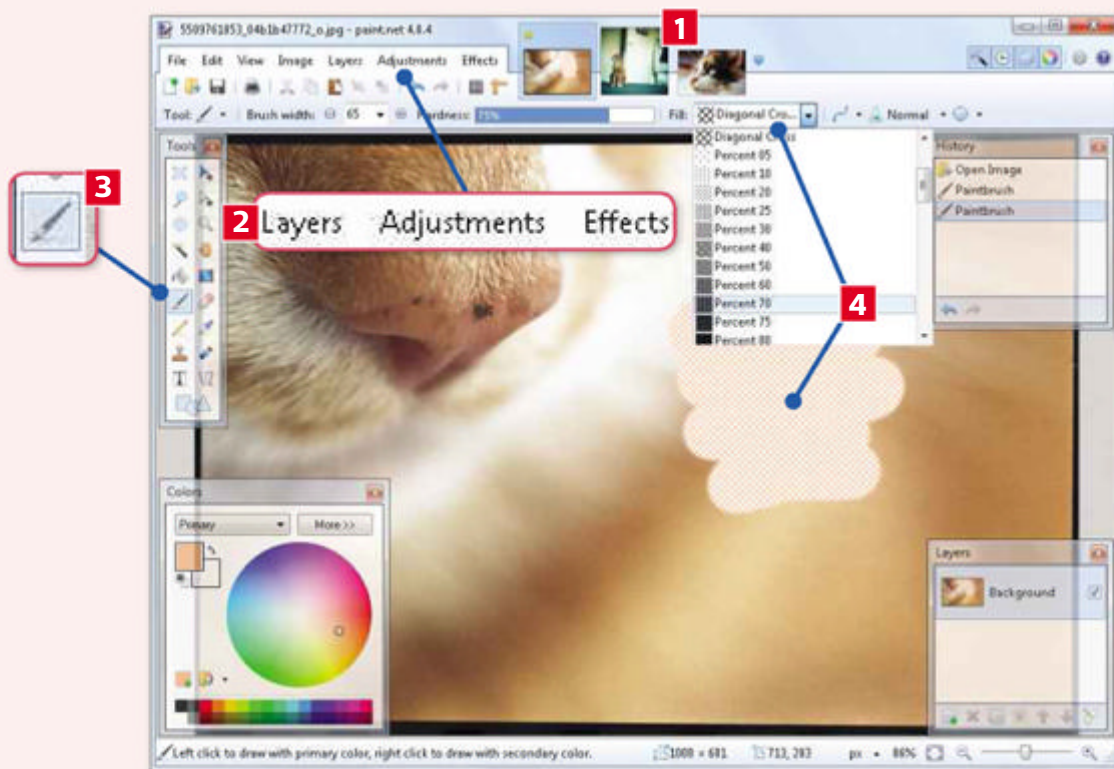 5509761853_04b1b47772_o.jpg - paint.net 4.0.4
1
File Edit View Image Layers Adjustments Effects
Tool: Brush width: 65 Hardness: 75% Fill: Diagonal Cro... Normal
Tools
Diagonal Cross
History
Percent 05
Open Image
Percent 10
Paintbrush
Percent 20
Paintbrush
3
Percent 25
2 Layers Adjustments Effects
Percent 30
Percent 40
Percent 50
Percent 60
Percent 70
4
Percent 75
Percent 80
T
Colors
Primary More >>
Layers
Background
Left click to draw with primary color, right click to draw with secondary color. 1000 × 681 713, 283 px 86%